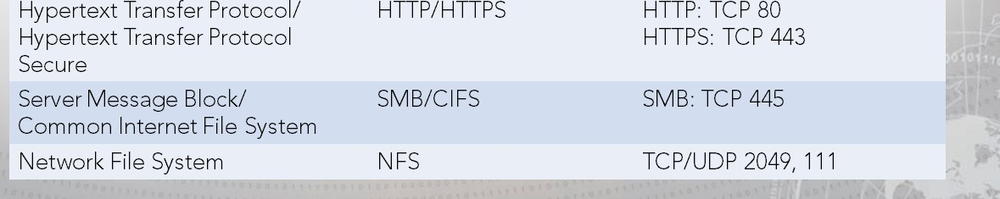 Hypertext Transfer Protocol/ HTTP/HTTPS HTTP: TCP 80
Hypertext Transfer Protocol HTTPS: TCP 443
Secure
Server Message Block/ SMB/CIFS SMB: TCP 445
Common Internet File System
Network File System NFS TCP/UDP 2049, 111